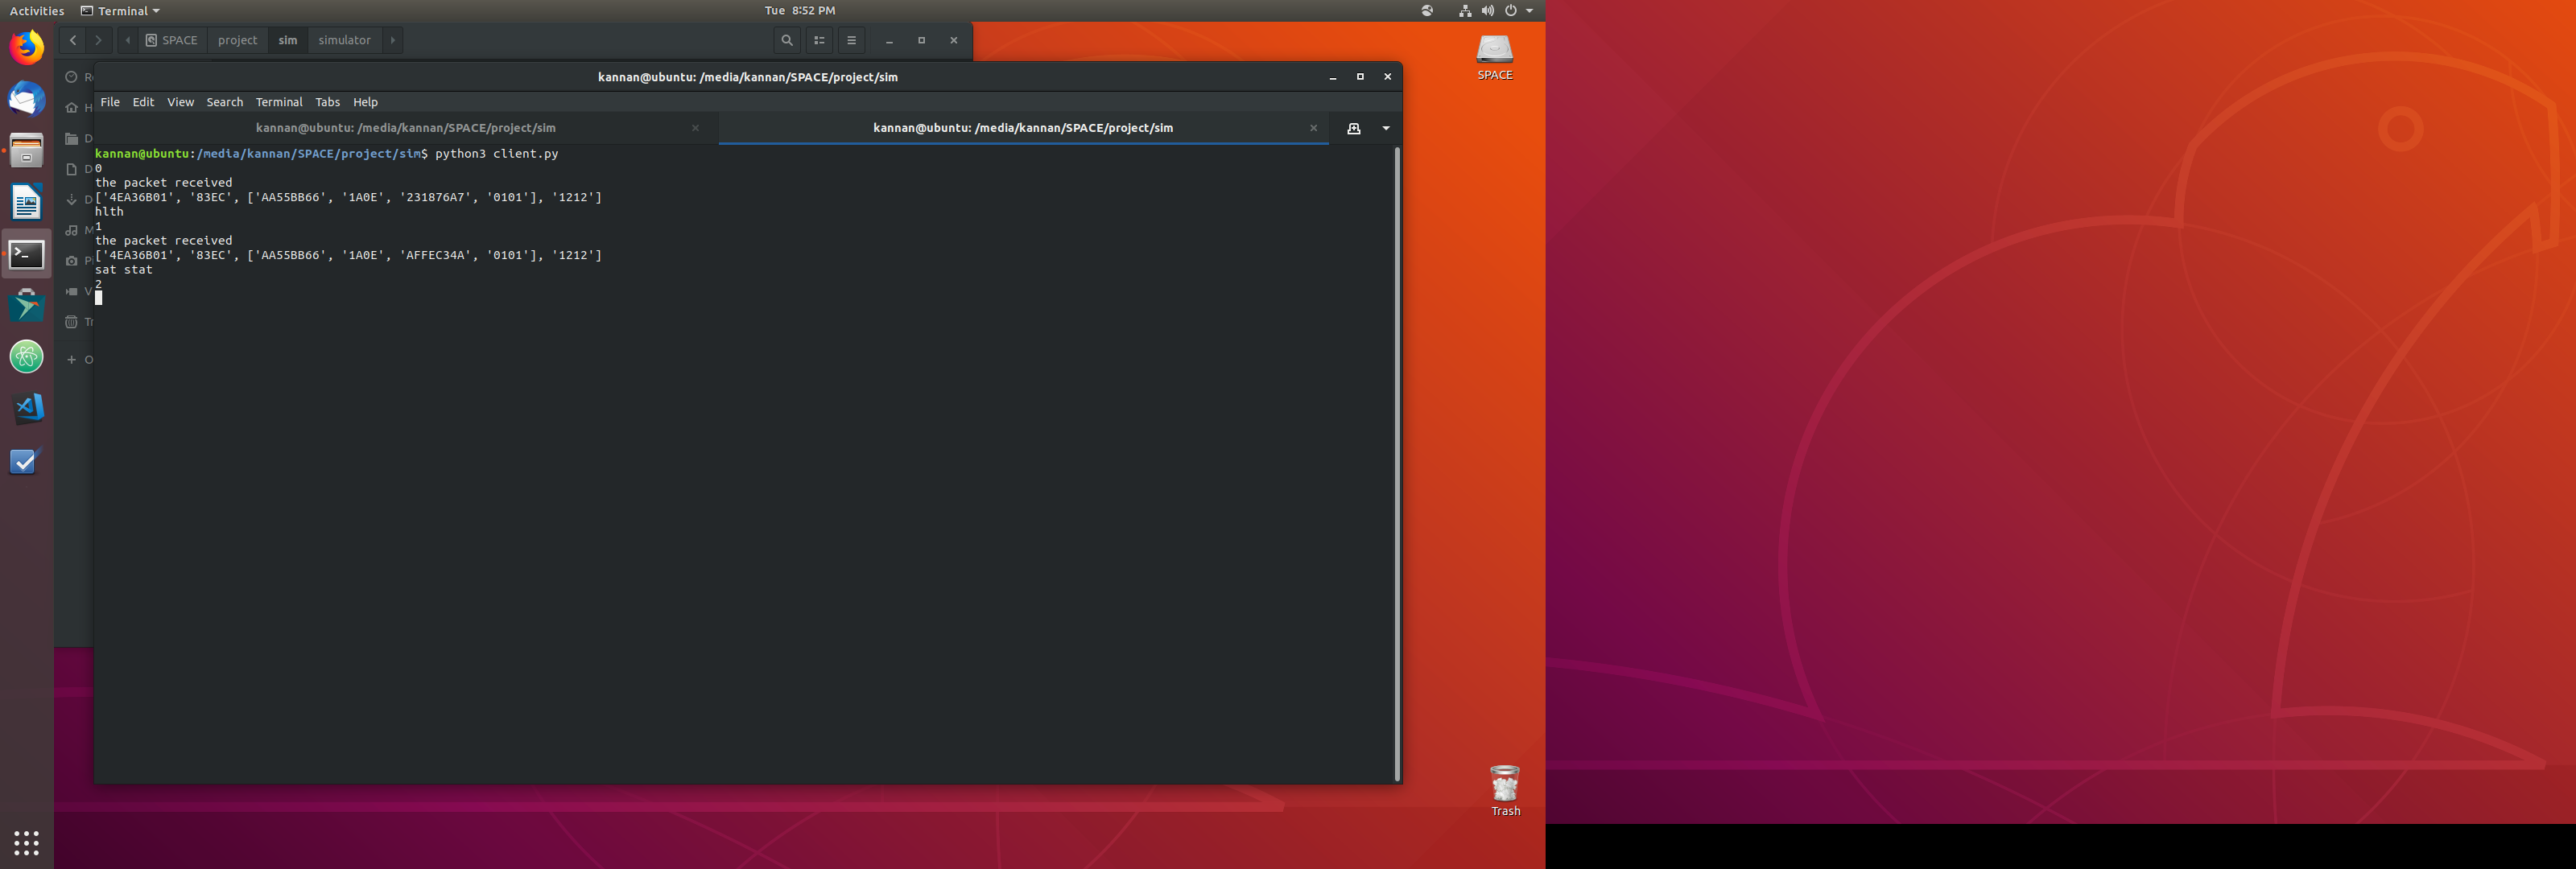 Activities Terminal Tue 8:52 PM
SPACE project sim simulator
kannan@ubuntu: /media/kannan/SPACE/project/sim
File Edit View Search Terminal Tabs Help
kannan@ubuntu: /media/kannan/SPACE/project/sim kannan@ubuntu: /media/kannan/SPACE/project/sim
kannan@ubuntu:/media/kannan/SPACE/project/sim$ python3 client.py
0
the packet received
['4EA36B01', '83EC', ['AA55BB66', '1A0E', '231876A7', '0101'], '1212']
hlth
1
the packet received
['4EA36B01', '83EC', ['AA55BB66', '1A0E', 'AFFEC34A', '0101'], '1212']
sat stat
2
SPACE
Trash